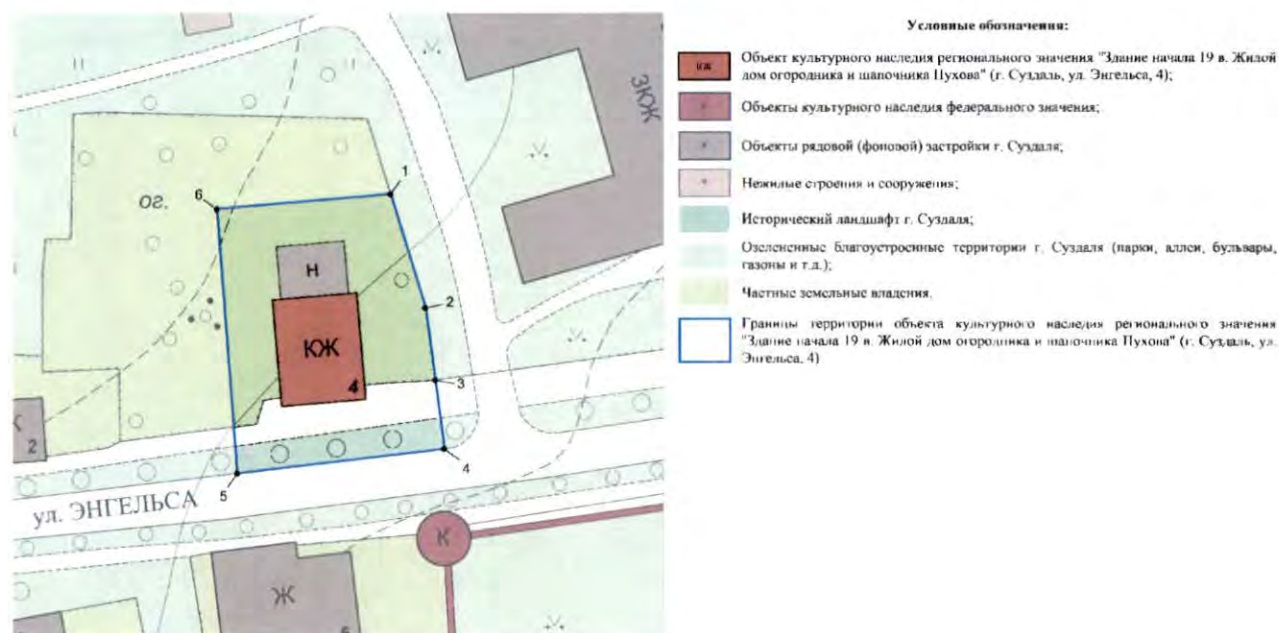 Условные обозначения:
КЖ
Объект культурного наследия регионального значения "Здание начала 19 в. Жилой
дом огородника и шапочника Пухова" (г. Суздаль, ул. Энгельса, 4);
Объекты культурного наследия федерального значения;
Объекты рядовой (фоновой) застройки г. Суздаля;
Нежилые строения и сооружения;
Исторический ландшафт г. Суздаля;
Озелененные благоустроенные территории г. Суздаля (парки, аллеи, бульвары,
газоны и т.д.);
Частные земельные владения.
Границы территории объекта культурного наследия регионального значения
"Здание начала 19 в. Жилой дом огородника и шапочника Пухова" (г. Суздаль, ул.
Энгельса, 4)
ЗКЖ
1
6
ог.
Н
2
КЖ
4
3
2
4
5
ул. ЭНГЕЛЬСА
К
Ж
6